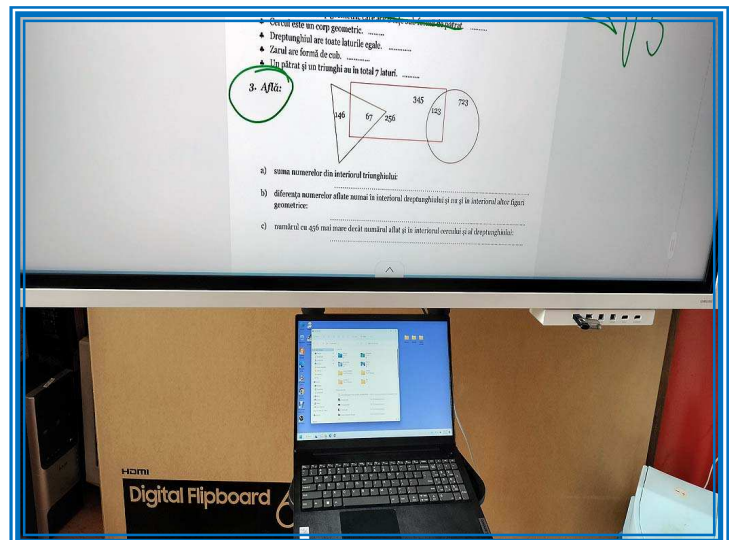 formă de pătrat.
Cercul este un corp geometric. ..........
Dreptunghiul are toate laturile egale. ..............
Zarul are formă de cub. ............
Un pătrat și un triunghi au în total 7 laturi. ..........
3. Află:
345
723
123
146
67
256
a) suma numerelor din interiorul triunghiului:
b) diferența numerelor aflate numai în interiorul dreptunghiului și nu și în interiorul altor figuri
geometrice:
c) numărul cu 456 mai mare decât numărul aflat și în interiorul cercului și al dreptunghiului:
HDMI
Digital Flipboard